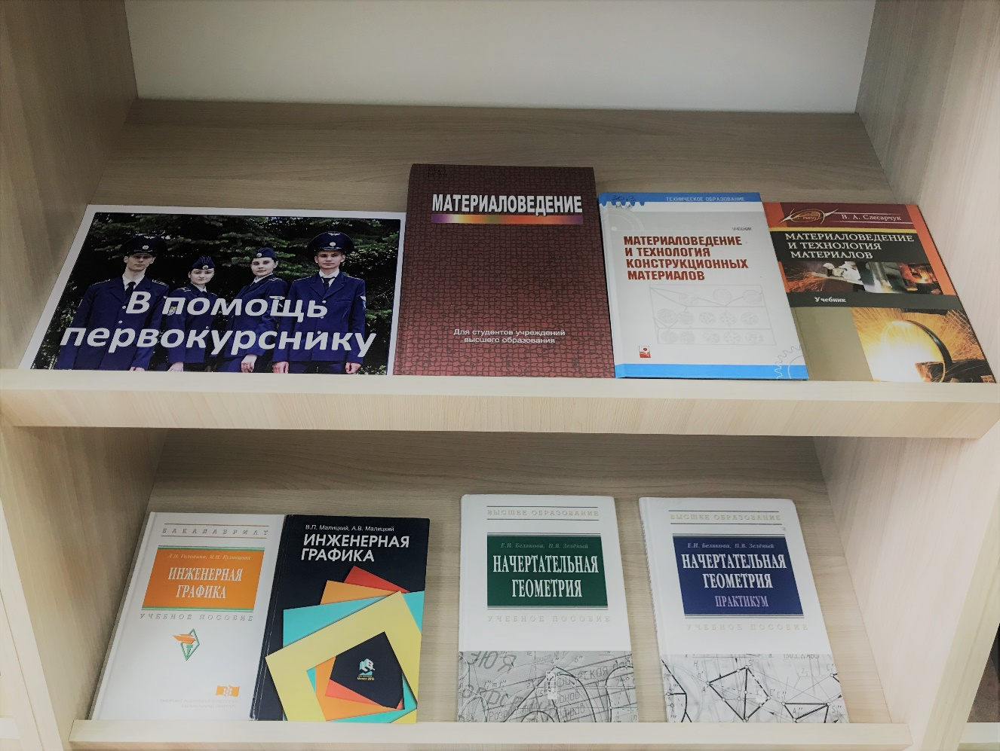 В помощь
первокурснику
МАТЕРИАЛОВЕДЕНИЕ
Для студентов учреждений
высшего образования
ТЕХНИЧЕСКОЕ ОБРАЗОВАНИЕ
УЧЕБНИК
МАТЕРИАЛОВЕДЕНИЕ
И ТЕХНОЛОГИЯ
КОНСТРУКЦИОННЫХ
МАТЕРИАЛОВ
В. А. Слесарчук
МАТЕРИАЛОВЕДЕНИЕ
И ТЕХНОЛОГИЯ
МАТЕРИАЛОВ
Учебник
БАКАЛАВРИАТ
ИНЖЕНЕРНАЯ
ГРАФИКА
УЧЕБНОЕ ПОСОБИЕ
В.П. Малицкий, А.В. Малицкий
ИНЖЕНЕРНАЯ
ГРАФИКА
ВЫСШЕЕ ОБРАЗОВАНИЕ
Е.И. Белякова, П.В. Зелёный
НАЧЕРТАТЕЛЬНАЯ
ГЕОМЕТРИЯ
УЧЕБНОЕ ПОСОБИЕ
ВЫСШЕЕ ОБРАЗОВАНИЕ
Е.И. Белякова, П.В. Зелёный
НАЧЕРТАТЕЛЬНАЯ
ГЕОМЕТРИЯ
ПРАКТИКУМ
УЧЕБНОЕ ПОСОБИЕ